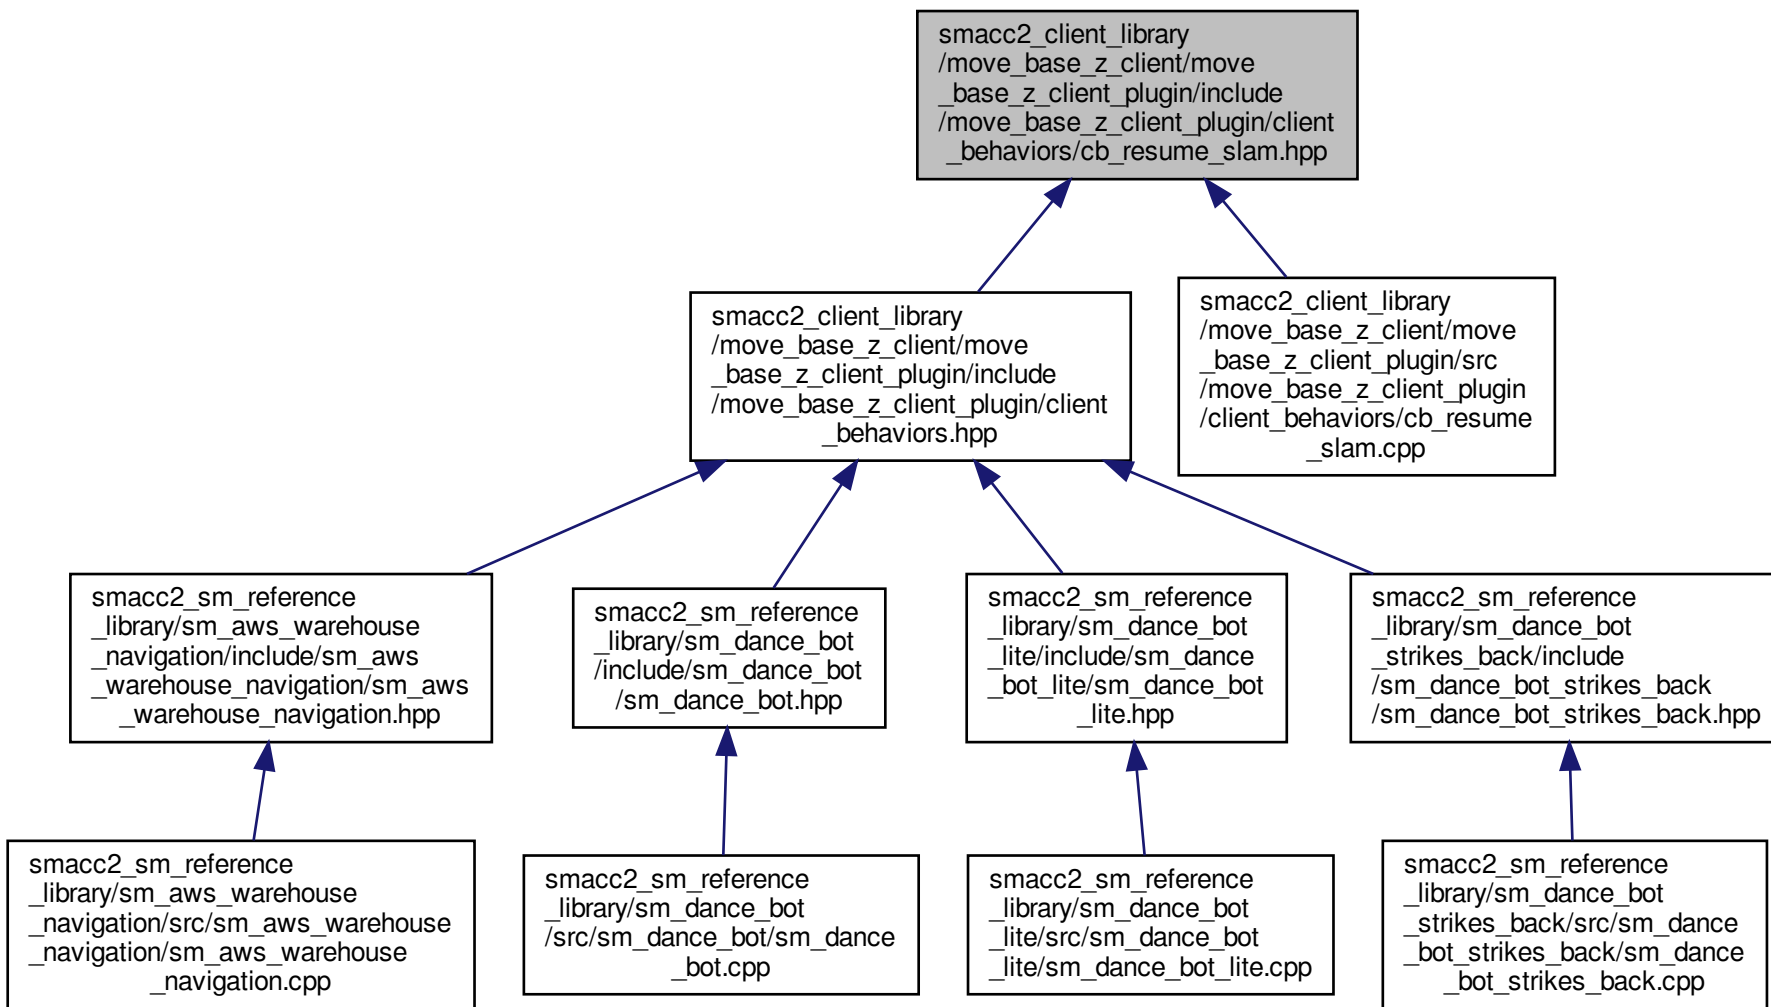 smacc2_client_library
/move_base_z_client/move
_base_z_client_plugin/include
/move_base_z_client_plugin/client
_behaviors/cb_resume_slam.hpp
smacc2_client_library
/move_base_z_client/move
_base_z_client_plugin/include
/move_base_z_client_plugin/client
_behaviors.hpp
smacc2_client_library
/move_base_z_client/move
_base_z_client_plugin/src
/move_base_z_client_plugin
/client_behaviors/cb_resume
_slam.cpp
smacc2_sm_reference
_library/sm_aws_warehouse
_navigation/include/sm_aws
_warehouse_navigation/sm_aws
_warehouse_navigation.hpp
smacc2_sm_reference
_library/sm_dance_bot
/include/sm_dance_bot
/sm_dance_bot.hpp
smacc2_sm_reference
_library/sm_dance_bot
_lite/include/sm_dance
_bot_lite/sm_dance_bot
_lite.hpp
smacc2_sm_reference
_library/sm_dance_bot
_strikes_back/include
/sm_dance_bot_strikes_back
/sm_dance_bot_strikes_back.hpp
smacc2_sm_reference
_library/sm_aws_warehouse
_navigation/src/sm_aws_warehouse
_navigation/sm_aws_warehouse
_navigation.cpp
smacc2_sm_reference
_library/sm_dance_bot
/src/sm_dance_bot/sm_dance
_bot.cpp
smacc2_sm_reference
_library/sm_dance_bot
_lite/src/sm_dance_bot
_lite/sm_dance_bot_lite.cpp
smacc2_sm_reference
_library/sm_dance_bot
_strikes_back/src/sm_dance
_bot_strikes_back/sm_dance
_bot_strikes_back.cpp